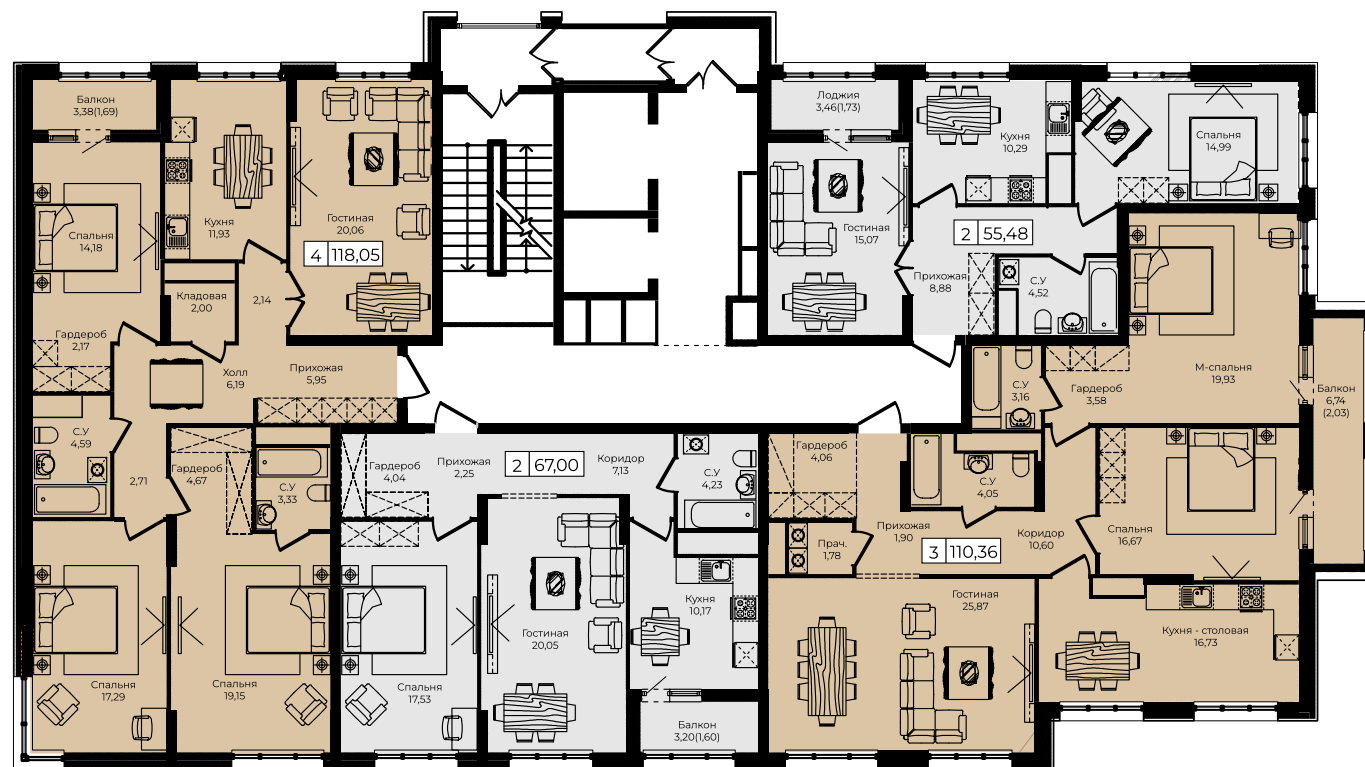 Балкон
3,38(1,69)
Спальня
14,18
Кухня
11,93
Гостиная
20,06
4 118,05
Кладовая
2,00
2,14
Гардероб
2,17
Холл
6,19
Прихожая
5,95
С.У
4,59
2,71
Гардероб
4,67
С.У
3,33
Спальня
17,29
Спальня
19,15
Гардероб
4,04
Прихожая
2,25
2 67,00
Коридор
7,13
С.У
4,23
Спальня
17,53
Гостиная
20,05
Кухня
10,17
Балкон
3,20(1,60)
Лоджия
3,46(1,73)
Кухня
10,29
Спальня
14,99
Гостиная
15,07
2 55,48
Прихожая
8,88
С.У
4,52
С.У
3,16
Гардероб
3,58
М-спальня
19,93
Балкон
6,74
(2,03)
Гардероб
4,06
С.У
4,05
Прач.
1,78
Прихожая
1,90
3 110,36
Коридор
10,60
Спальня
16,67
Гостиная
25,87
Кухня - столовая
16,73